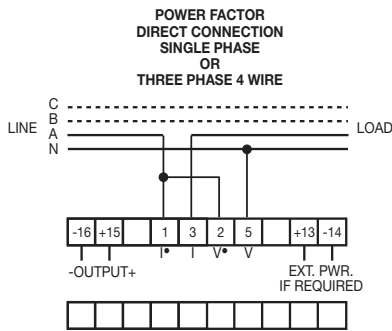 POWER FACTOR
DIRECT CONNECTION
SINGLE PHASE
OR
THREE PHASE 4 WIRE
C
B
LINE A LOAD
N
-16 +15 1 3 2 5 +13 -14
I• I V• V
-OUTPUT+ EXT. PWR.
IF REQUIRED